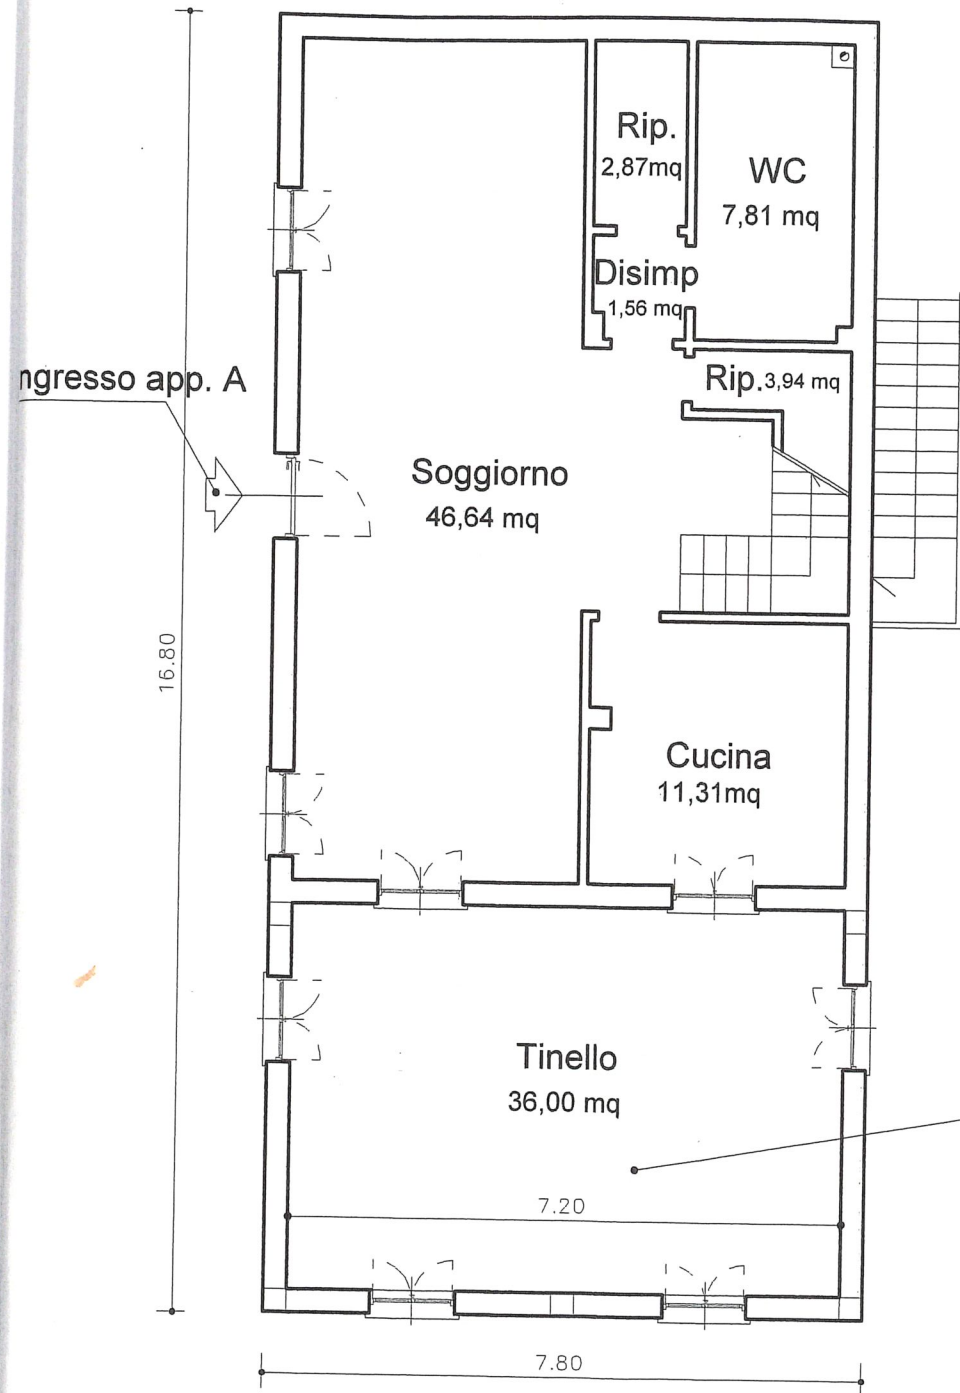 Rip.
2,87mq
WC
7,81 mq
Disimp
1,56 mq
ngresso app. A
Rip. 3,94 mq
Soggiorno
46,64 mq
16.80
Cucina
11,31mq
Tinello
36,00 mq
7.20
7.80